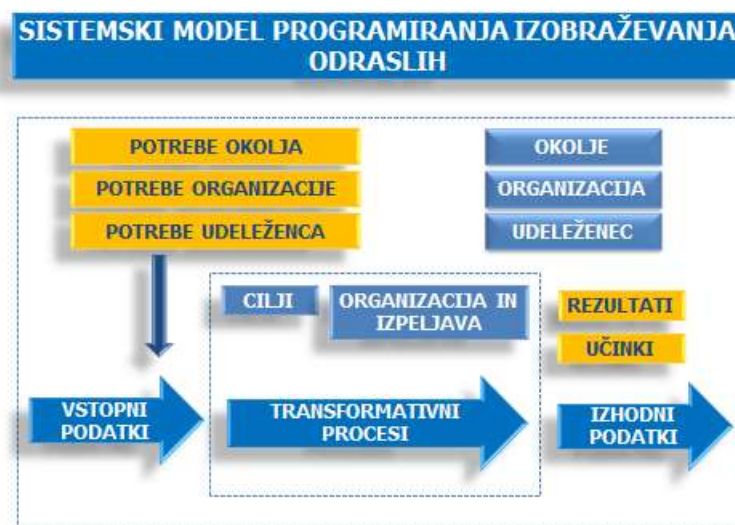 SISTEMSKI MODEL PROGRAMIRANJA IZOBRAŽEVANJA
ODRASLIH
POTREBE OKOLJA
POTREBE ORGANIZACIJE
POTREBE UDELEŽENCA
OKOLJE
ORGANIZACIJA
UDELEŽENEC
CILJI
ORGANIZACIJA IN
IZPELJAVA
REZULTATI
UČINKI
VSTOPNI
PODATKI
TRANSFORMATIVNI
PROCESI
IZHODNI
PODATKI